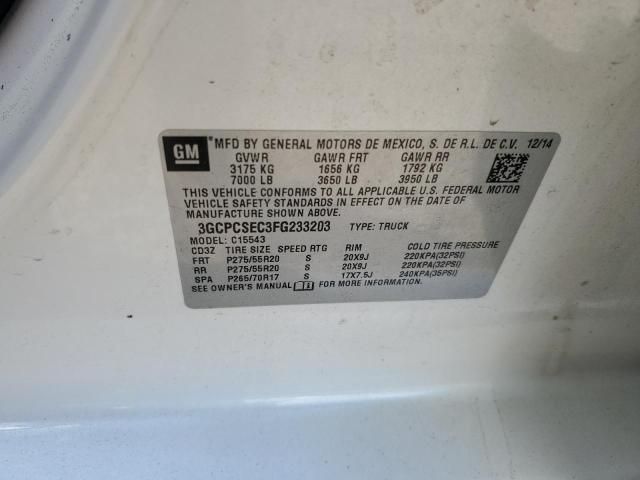 GM
MFD BY GENERAL MOTORS DE MEXICO, S. DE R.L. DE C.V. 12/14
GVWR GAWR FRT GAWR RR
3175 KG 1656 KG 1792 KG
7000 LB 3650 LB 3950 LB
THIS VEHICLE CONFORMS TO ALL APPLICABLE U.S. FEDERAL MOTOR
VEHICLE SAFETY STANDARDS IN EFFECT ON THE DATE OF
MANUFACTURE SHOWN ABOVE.
3GCPCSEC3FG233203 TYPE: TRUCK
MODEL: C15543
CD3Z TIRE SIZE SPEED RTG RIM COLD TIRE PRESSURE
FRT P275/55R20 S 20X9J 220KPA(32PSI)
RR P275/55R20 S 20X9J 220KPA(32PSI)
SPA P265/70R17 S 17X7.5J 240KPA(35PSI)
SEE OWNER'S MANUAL FOR MORE INFORMATION.